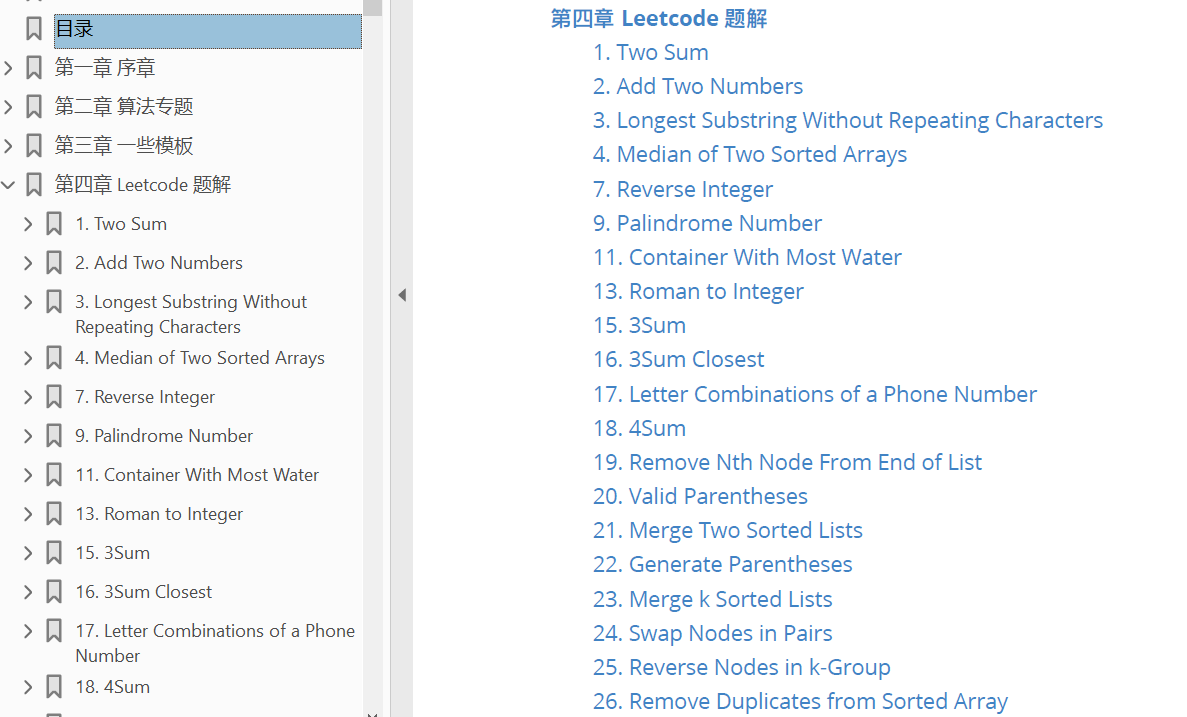 目录
第一章 序章
第二章 算法专题
第三章 一些模板
第四章 Leetcode 题解
1. Two Sum
2. Add Two Numbers
3. Longest Substring Without
Repeating Characters
4. Median of Two Sorted Arrays
7. Reverse Integer
9. Palindrome Number
11. Container With Most Water
13. Roman to Integer
15. 3Sum
16. 3Sum Closest
17. Letter Combinations of a Phone
Number
18. 4Sum
第四章 Leetcode 题解
1. Two Sum
2. Add Two Numbers
3. Longest Substring Without Repeating Characters
4. Median of Two Sorted Arrays
7. Reverse Integer
9. Palindrome Number
11. Container With Most Water
13. Roman to Integer
15. 3Sum
16. 3Sum Closest
17. Letter Combinations of a Phone Number
18. 4Sum
19. Remove Nth Node From End of List
20. Valid Parentheses
21. Merge Two Sorted Lists
22. Generate Parentheses
23. Merge k Sorted Lists
24. Swap Nodes in Pairs
25. Reverse Nodes in k-Group
26. Remove Duplicates from Sorted Array